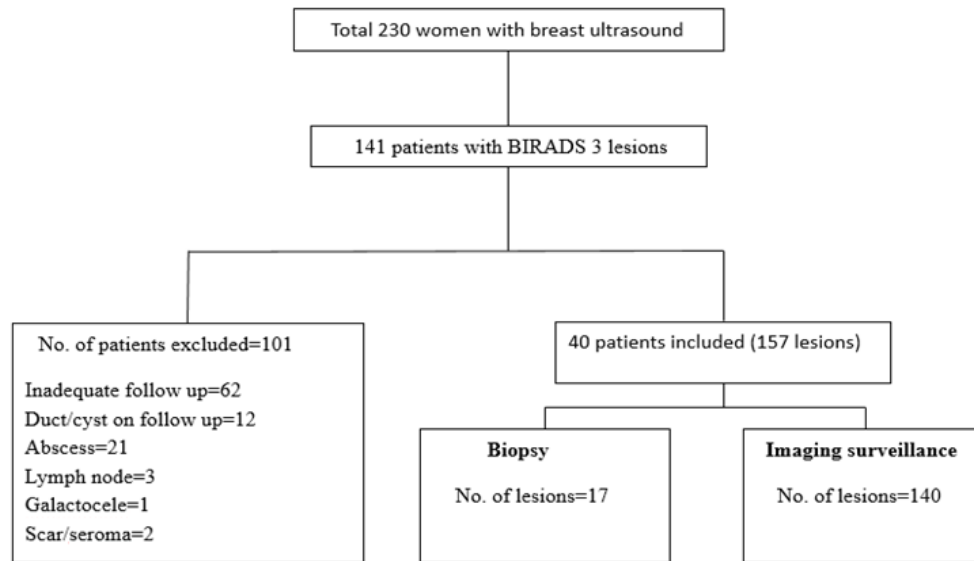 Total 230 women with breast ultrasound
141 patients with BIRADS 3 lesions
No. of patients excluded=101
Inadequate follow up=62
Duct/cyst on follow up=12
Abscess=21
Lymph node=3
Galactocele=1
Scar/seroma=2
40 patients included (157 lesions)
Biopsy
No. of lesions=17
Imaging surveillance
No. of lesions=140